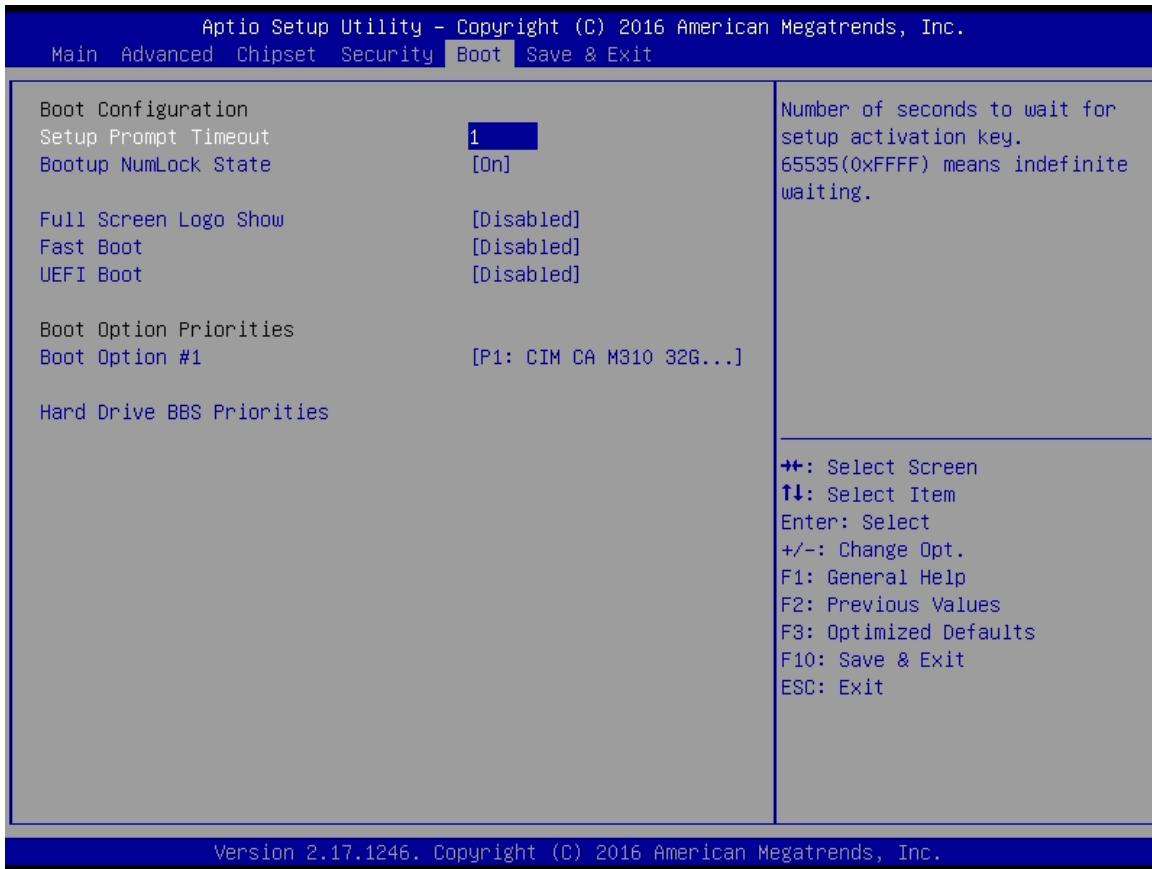 Aptio Setup Utility – Copyright (C) 2016 American Megatrends, Inc.
Main Advanced Chipset Security Boot Save & Exit
Boot Configuration
Setup Prompt Timeout 1
Bootup NumLock State [On]
Full Screen Logo Show [Disabled]
Fast Boot [Disabled]
UEFI Boot [Disabled]
Boot Option Priorities
Boot Option #1 [P1: CIM CA M310 32G...]
Hard Drive BBS Priorities
Number of seconds to wait for
setup activation key.
65535(0xFFFF) means indefinite
waiting.
→←: Select Screen
↑↓: Select Item
Enter: Select
+/-: Change Opt.
F1: General Help
F2: Previous Values
F3: Optimized Defaults
F10: Save & Exit
ESC: Exit
Version 2.17.1246. Copyright (C) 2016 American Megatrends, Inc.